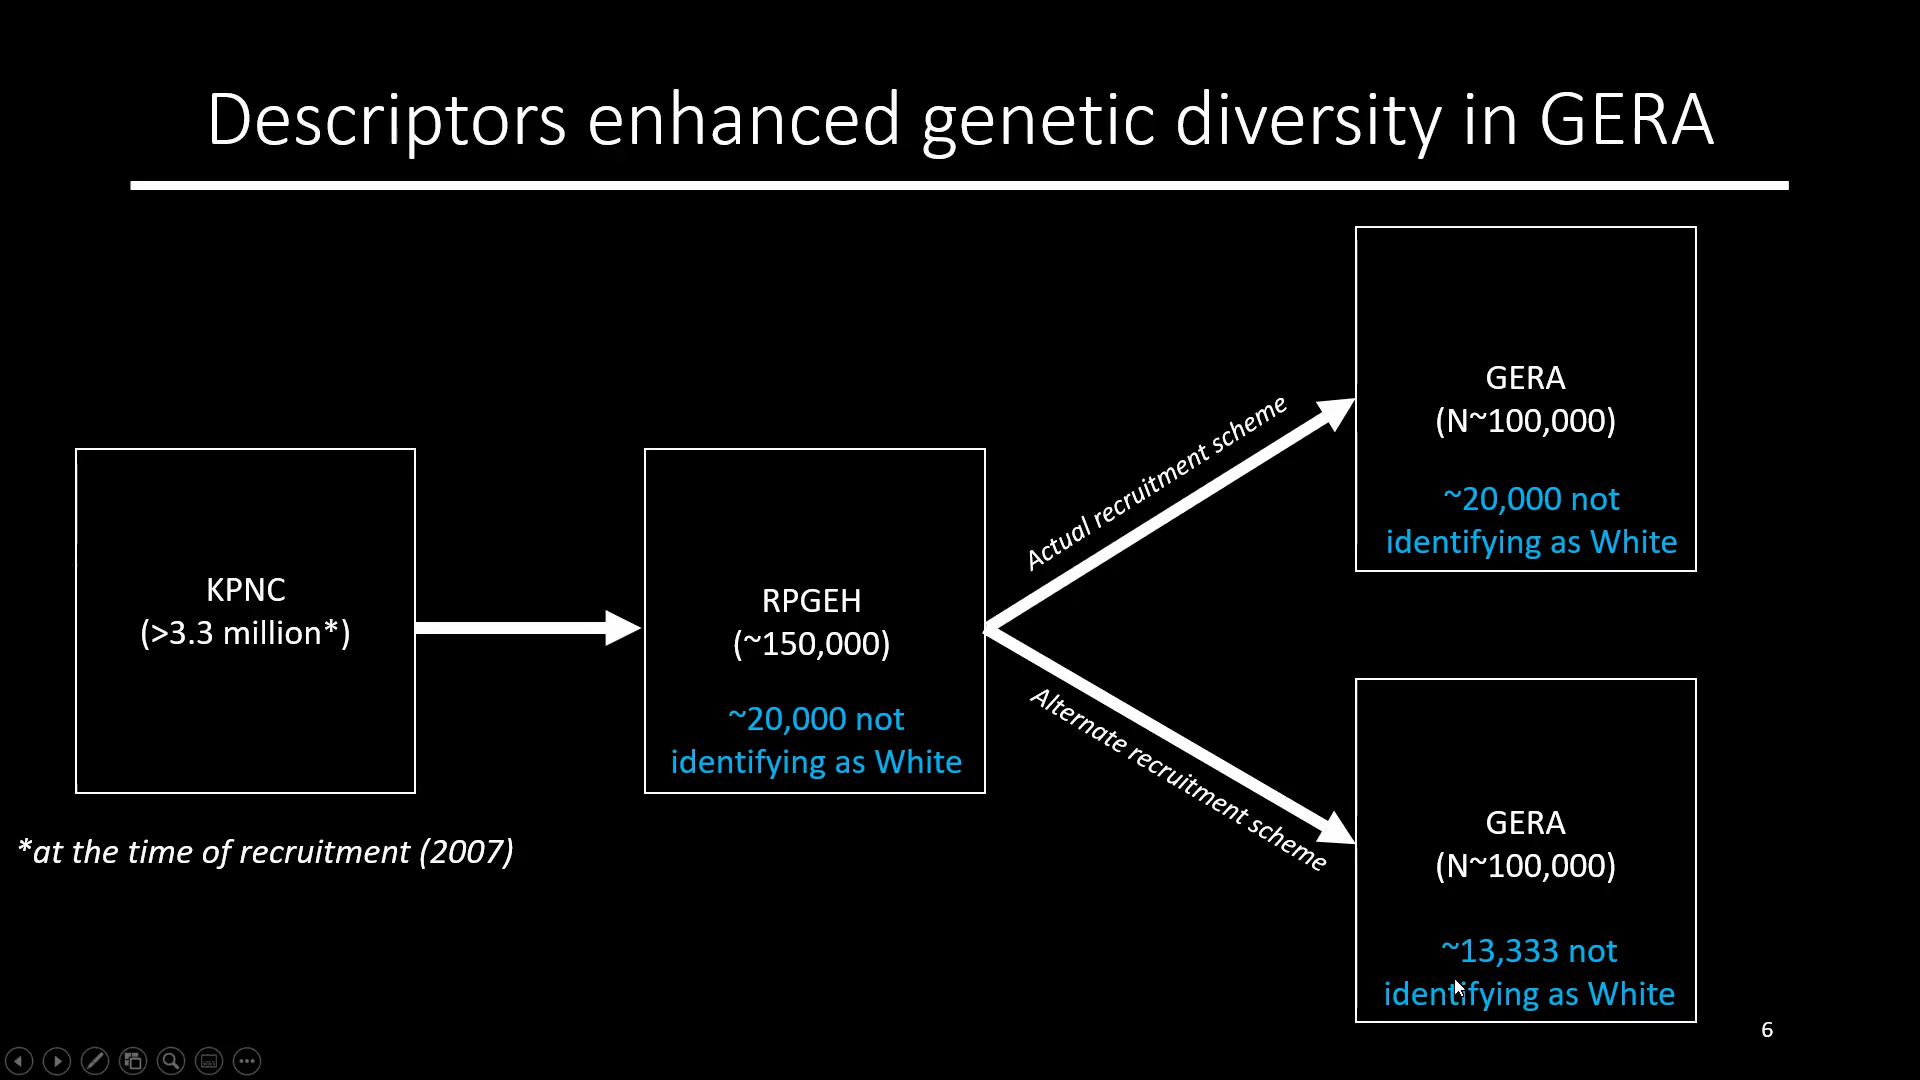 Descriptors enhanced genetic diversity in GERA
KPNC
(>3.3 million*)
*at the time of recruitment (2007)
RPGEH
(~150,000)
~20,000 not
identifying as White
Actual recruitment scheme
Alternate recruitment scheme
GERA
(N~100,000)
~20,000 not
identifying as White
GERA
(N~100,000)
~13,333 not
identifying as White
6